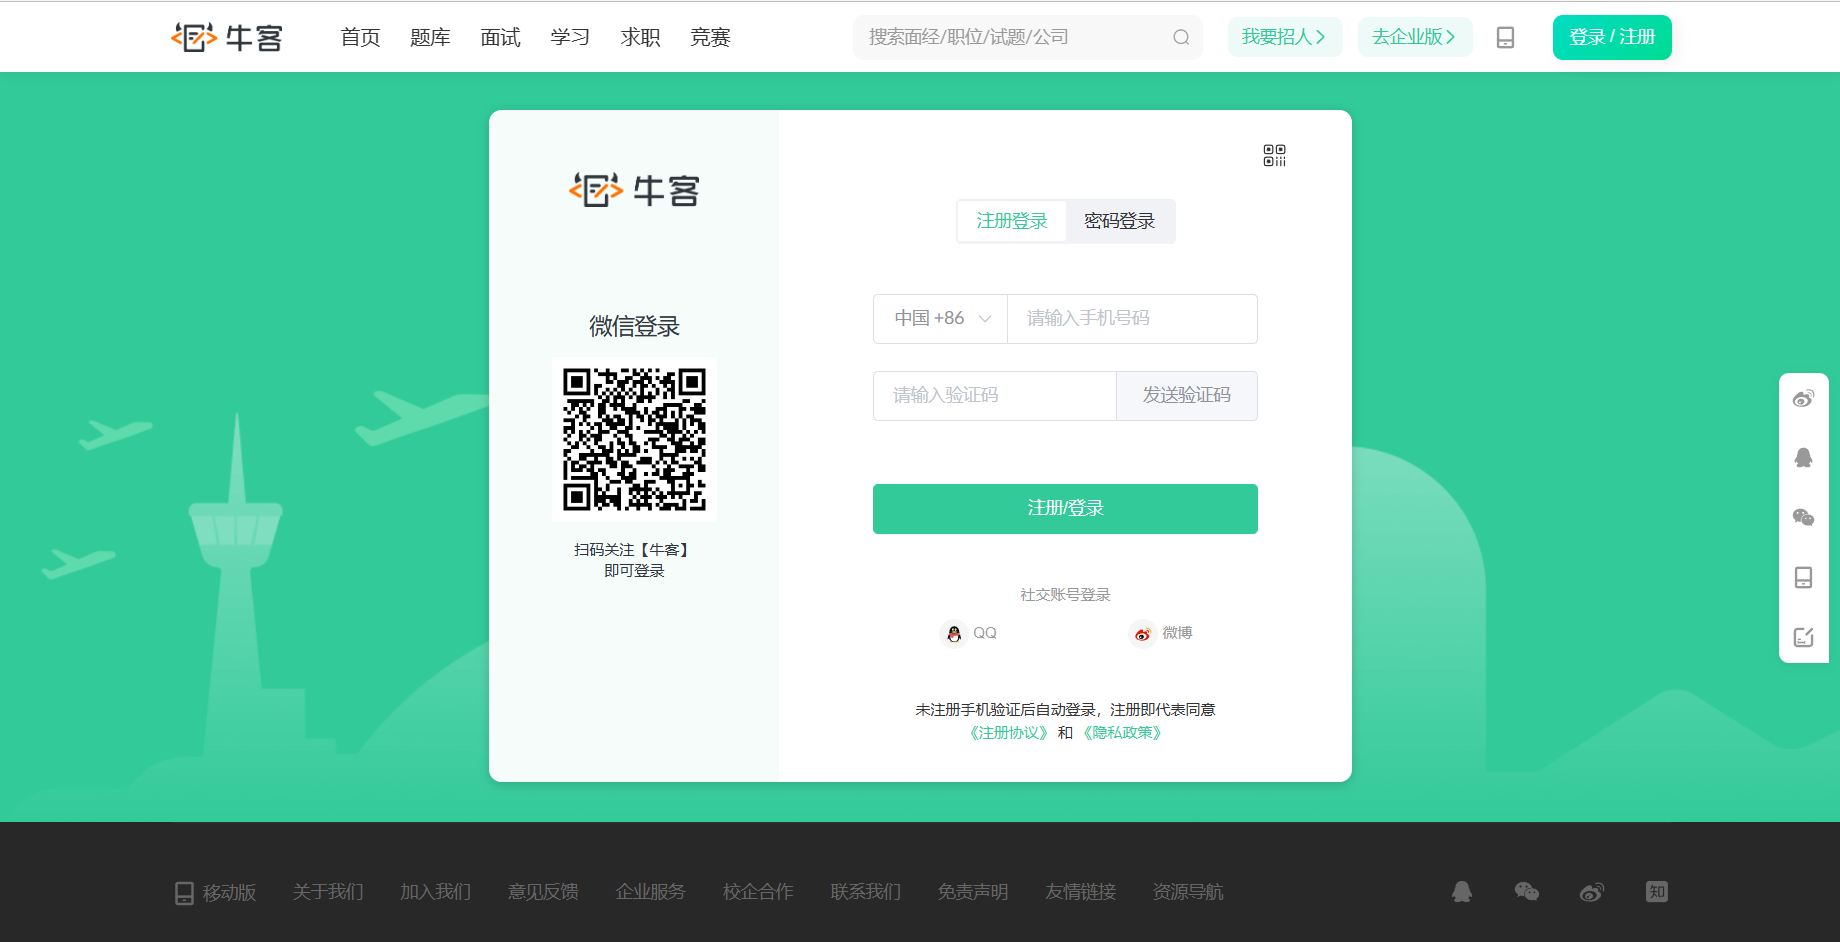 牛客 首页 题库 面试 学习 求职 竞赛 搜索面经/职位/试题/公司 我要招人 去企业版 登录 / 注册
牛客
微信登录
扫码关注【牛客】
即可登录
注册登录 密码登录
中国 +86 请输入手机号码
请输入验证码 发送验证码
注册/登录
社交账号登录
QQ 微博
未注册手机验证后自动登录，注册即代表同意
《注册协议》 和 《隐私政策》
移动版 关于我们 加入我们 意见反馈 企业服务 校企合作 联系我们 免责声明 友情链接 资源导航 知